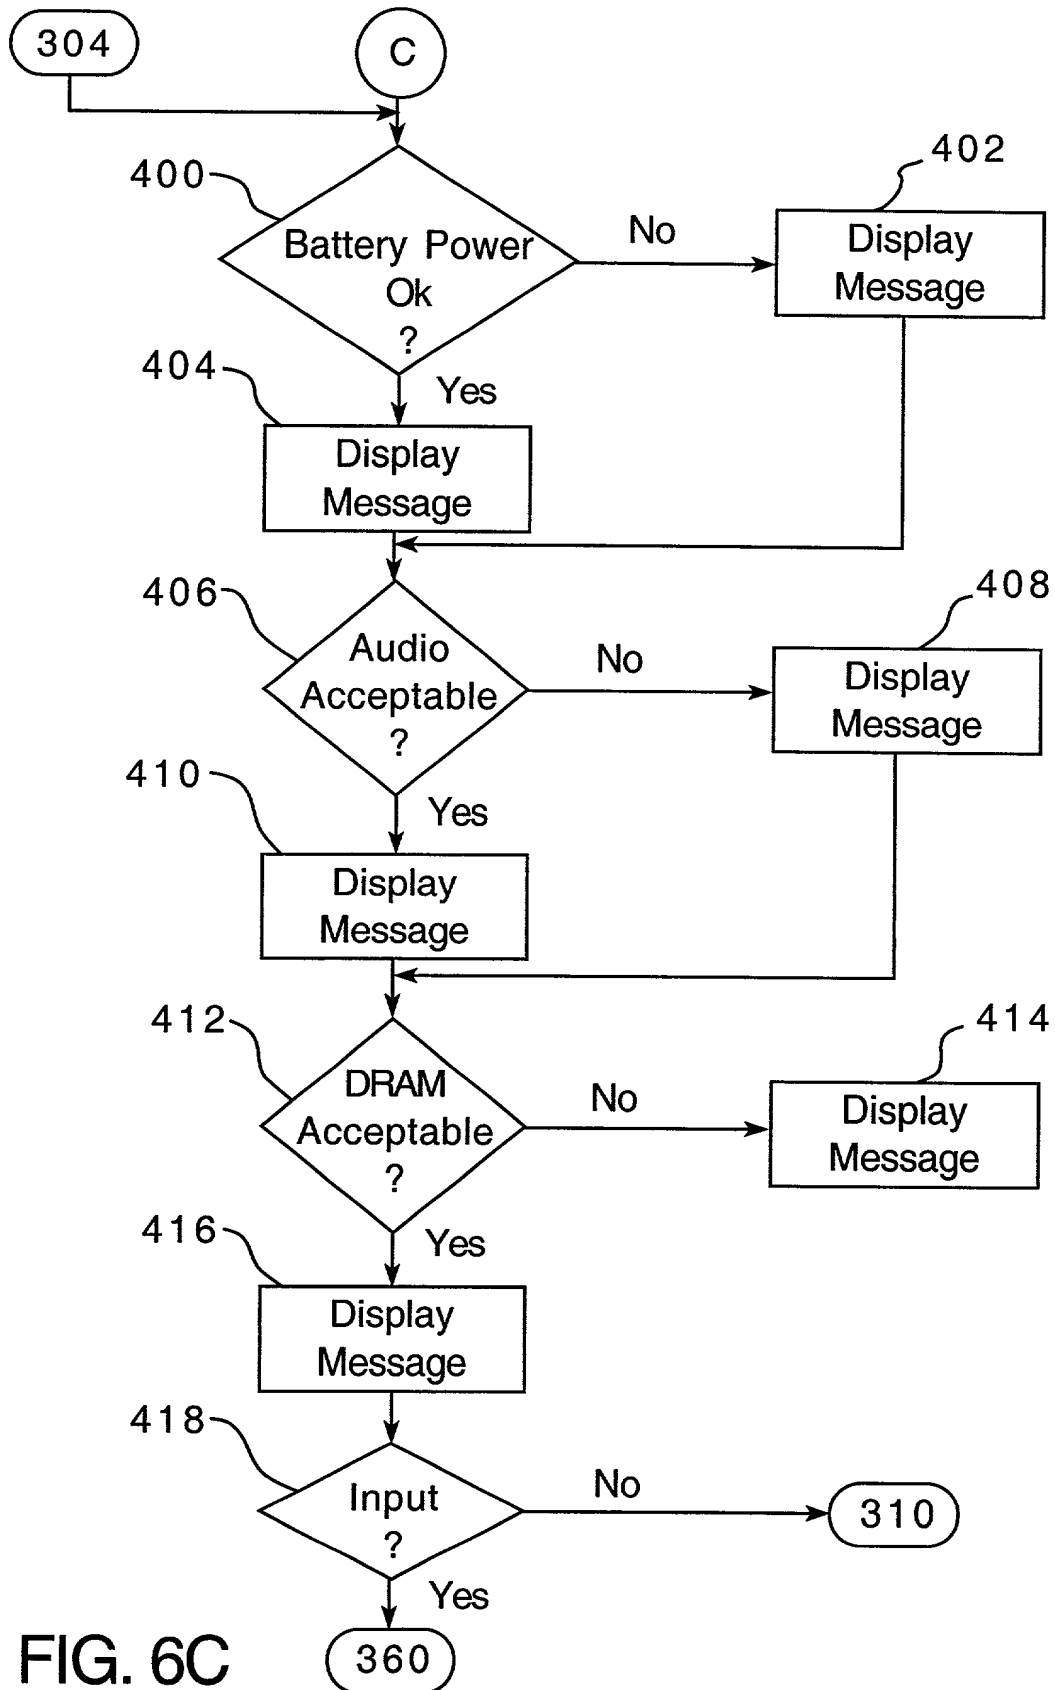 304
C
400
402
Battery Power
Ok
?
No
Display
Message
404
Yes
Display
Message
406
408
Audio
Acceptable
?
No
Display
Message
410
Yes
Display
Message
412
414
DRAM
Acceptable
?
No
Display
Message
416
Yes
Display
Message
418
Input
?
No
310
Yes
360
FIG. 6C